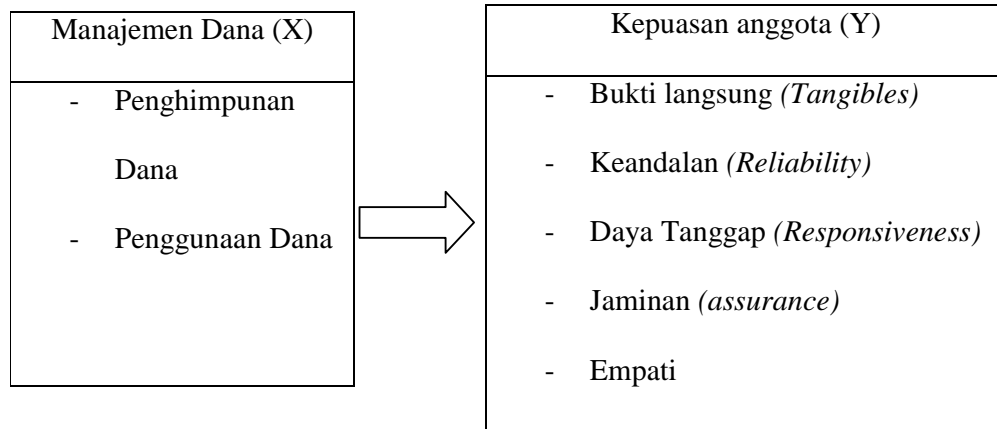 Manajemen Dana (X)
- Penghimpunan
Dana
- Penggunaan Dana
Kepuasan anggota (Y)
- Bukti langsung (Tangibles)
- Keandalan (Reliability)
- Daya Tanggap (Responsiveness)
- Jaminan (assurance)
- Empati